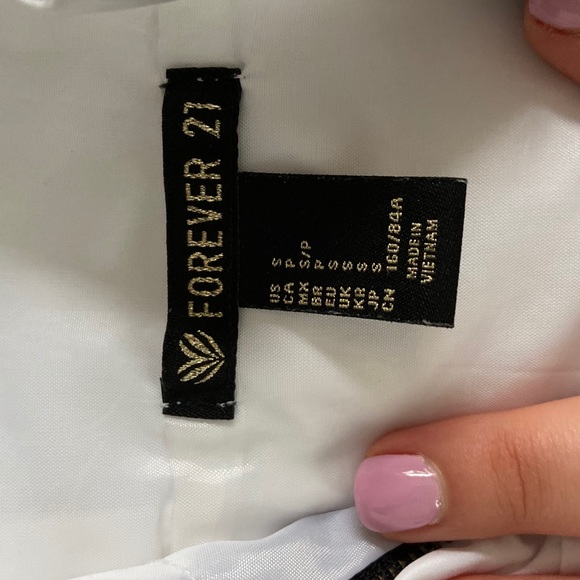 FOREVER 21
US S
CA P
MX S/P
BR P
EU S
UK S
KR S
JP S
CN 160/84A
MADE IN
VIETNAM